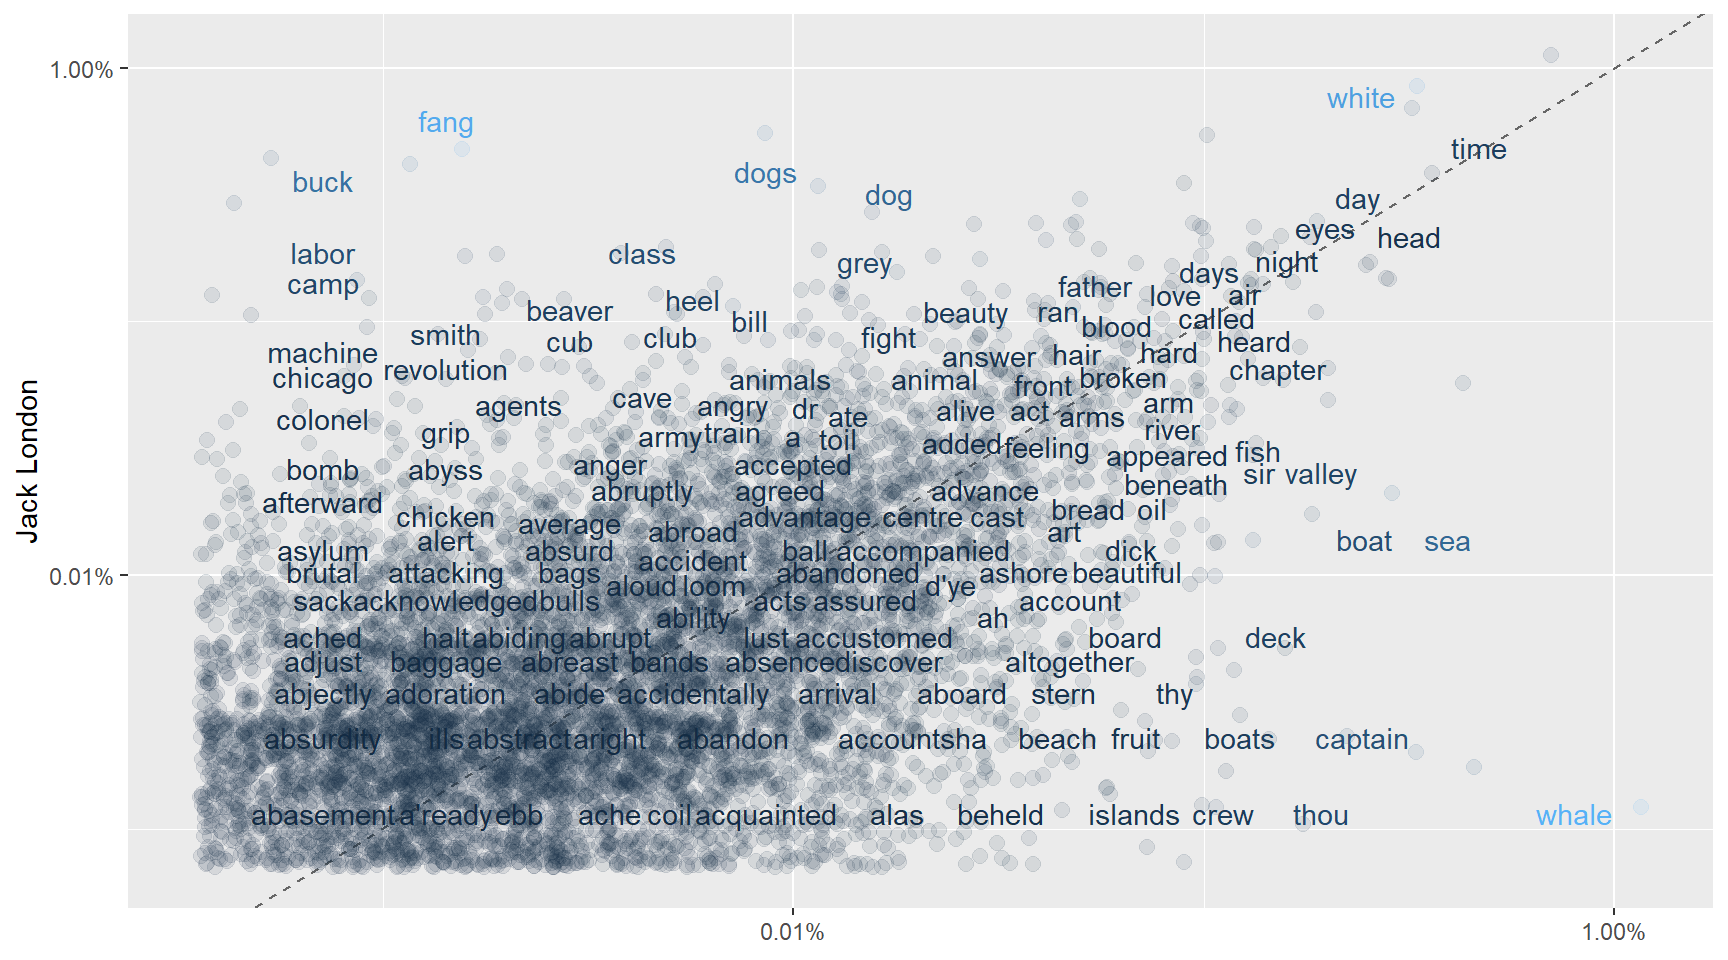 1.00%
white
fang
time
dogs
buck
dog
day
eyes
head
labor
class
grey
night
days
camp
father
love
air
heel
beaver
beauty
ran
called
bill
blood
smith
cub
club
fight
heard
machine
answer
hair
hard
revolution
chapter
chicago
animals
animal
front
broken
cave
agents
angry
dr
ate
alive
act
arms
arm
colonel
grip
army
train
a
toil
added
feeling
river
fish
appeared
bomb
abyss
anger
accepted
sir
valley
abruptly
agreed
advance
beneath
afterward
chicken
average
advantage
centre
cast
bread
oil
Jack London
abroad
art
alert
asylum
absurd
accident
ball
accompanied
dick
boat
sea
0.01%
brutal
attacking
bags
aloud
loom
abandoned
d'ye
ashore
beautiful
sack
acknowledged
bulls
acts
assured
account
ability
ah
ached
halt
abiding
abrupt
lust
accustomed
board
deck
adjust
baggage
abreast
bands
absence
discover
altogether
abjectly
adoration
abide
accidentally
arrival
aboard
stern
thy
absurdity
ills
abstract
aright
abandon
accounts
ha
beach
fruit
boats
captain
abasement
a'ready
ebb
ache
coil
acquainted
alas
beheld
islands
crew
thou
whale
0.01%
1.00%